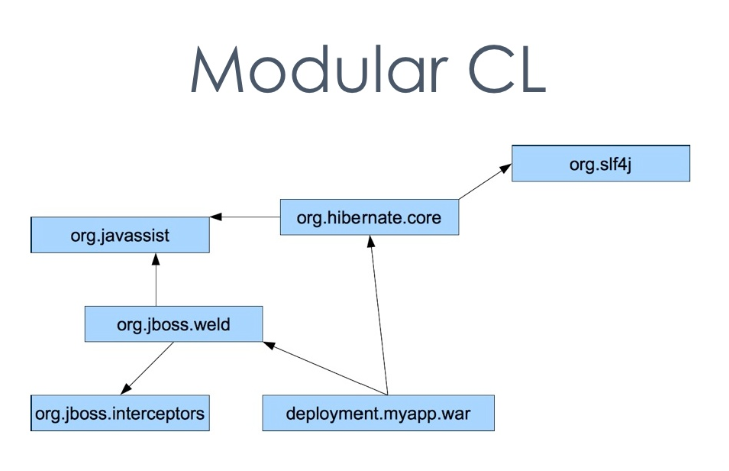 Modular CL
org.slf4j
org.hibernate.core
org.javassist
org.jboss.weld
org.jboss.interceptors
deployment.myapp.war